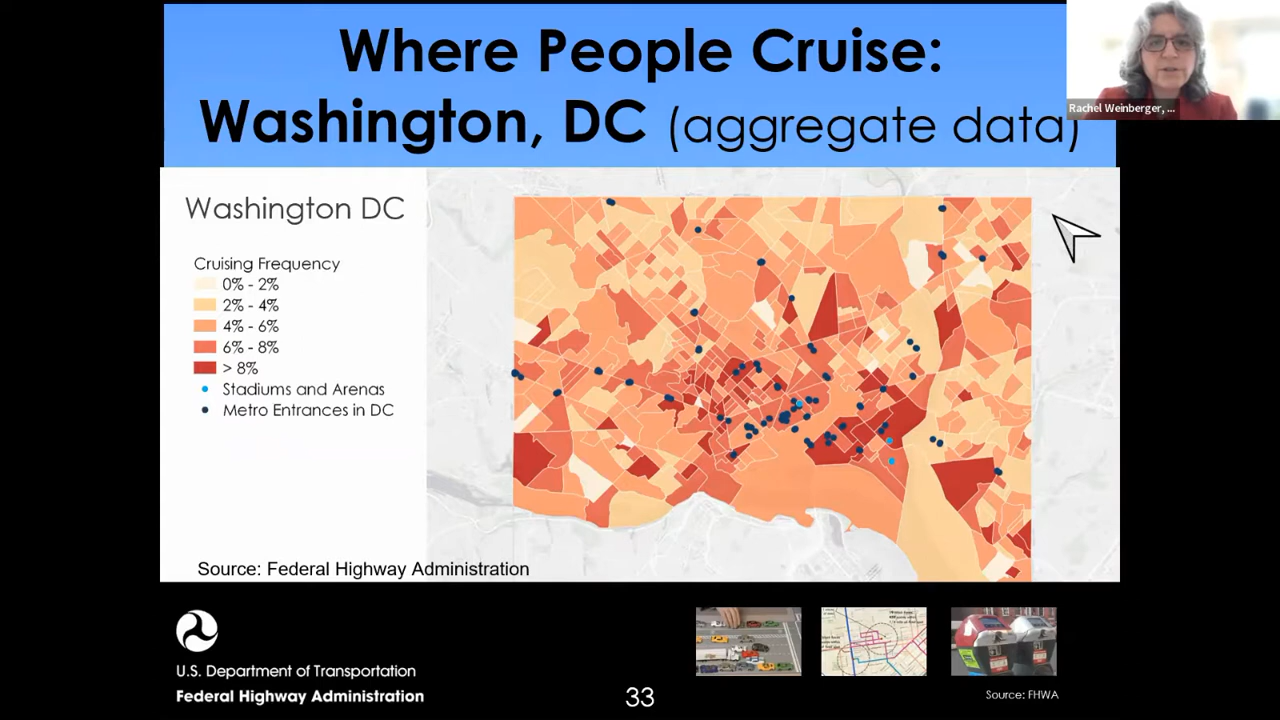 Where People Cruise:
Washington, DC (aggregate data)
Rachel Weinberger, ...
Washington DC
Cruising Frequency
0% - 2%
2% - 4%
4% - 6%
6% - 8%
> 8%
Stadiums and Arenas
Metro Entrances in DC
Source: Federal Highway Administration
U.S. Department of Transportation
Federal Highway Administration
33
Source: FHWA